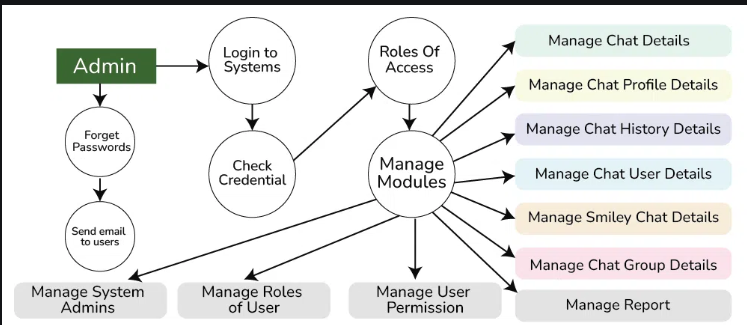 Admin
Login to
Systems
Roles Of
Access
Forget
Passwords
Check
Credential
Manage
Modules
Send email
to users
Manage Chat Details
Manage Chat Profile Details
Manage Chat History Details
Manage Chat User Details
Manage Smiley Chat Details
Manage Chat Group Details
Manage Report
Manage System
Admins
Manage Roles
of User
Manage User
Permission